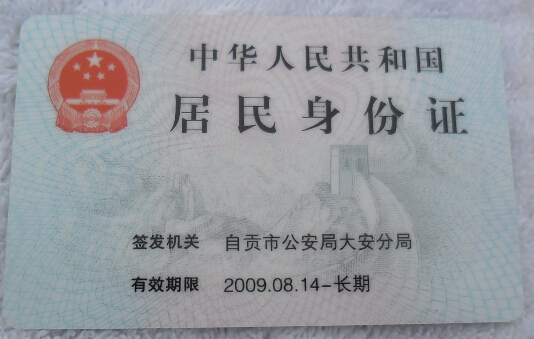 中华人民共和国
居民身份证
签发机关 自贡市公安局大安分局
有效期限 2009.08.14-长期